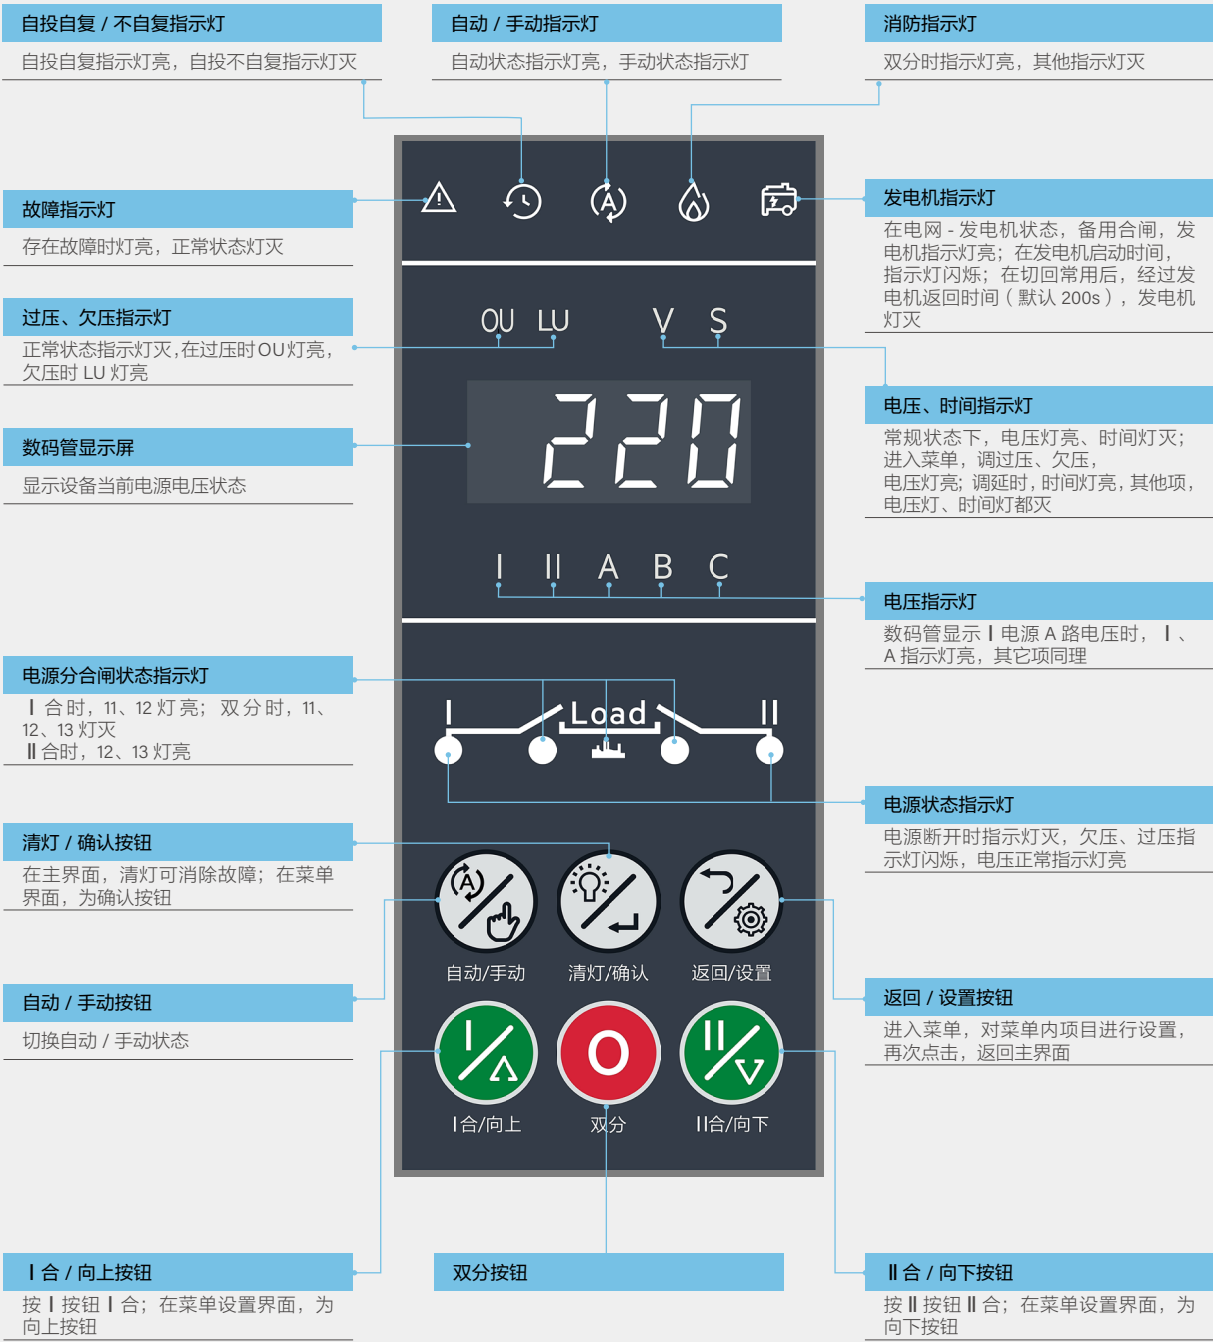 自投自复 / 不自复指示灯
自投自复指示灯亮，自投不自复指示灯灭
自动 / 手动指示灯
自动状态指示灯亮，手动状态指示灯
消防指示灯
双分时指示灯亮，其他指示灯灭
故障指示灯
存在故障时灯亮，正常状态灯灭
过压、欠压指示灯
正常状态指示灯灭，在过压时OU灯亮，
欠压时 LU 灯亮
数码管显示屏
显示设备当前电源电压状态
电源分合闸状态指示灯
Ⅰ 合时，11、12 灯亮；双分时，11、
12、13 灯灭
Ⅱ 合时，12、13 灯亮
清灯 / 确认按钮
在主界面，清灯可消除故障；在菜单
界面，为确认按钮
自动 / 手动按钮
切换自动 / 手动状态
Ⅰ 合 / 向上按钮
按 Ⅰ 按钮 Ⅰ 合；在菜单设置界面，为
向上按钮
A
OU LU V S
220
I II A B C
I Load II
A
自动/手动 清灯/确认 返回/设置
I O II
I合/向上 双分 II合/向下
双分按钮
发电机指示灯
在电网 - 发电机状态，备用合闸，发
电机指示灯亮；在发电机启动时间，
指示灯闪烁；在切回常用后，经过发
电机返回时间（默认 200s），发电机
灯灭
电压、时间指示灯
常规状态下，电压灯亮、时间灯灭；
进入菜单，调过压、欠压，
电压灯亮；调延时，时间灯亮，其他项，
电压灯、时间灯都灭
电压指示灯
数码管显示 Ⅰ 电源 A 路电压时，Ⅰ 、
A 指示灯亮，其它项同理
电源状态指示灯
电源断开时指示灯灭，欠压、过压指
示灯闪烁，电压正常指示灯亮
返回 / 设置按钮
进入菜单，对菜单内项目进行设置，
再次点击，返回主界面
Ⅱ 合 / 向下按钮
按 Ⅱ 按钮 Ⅱ 合；在菜单设置界面，为
向下按钮